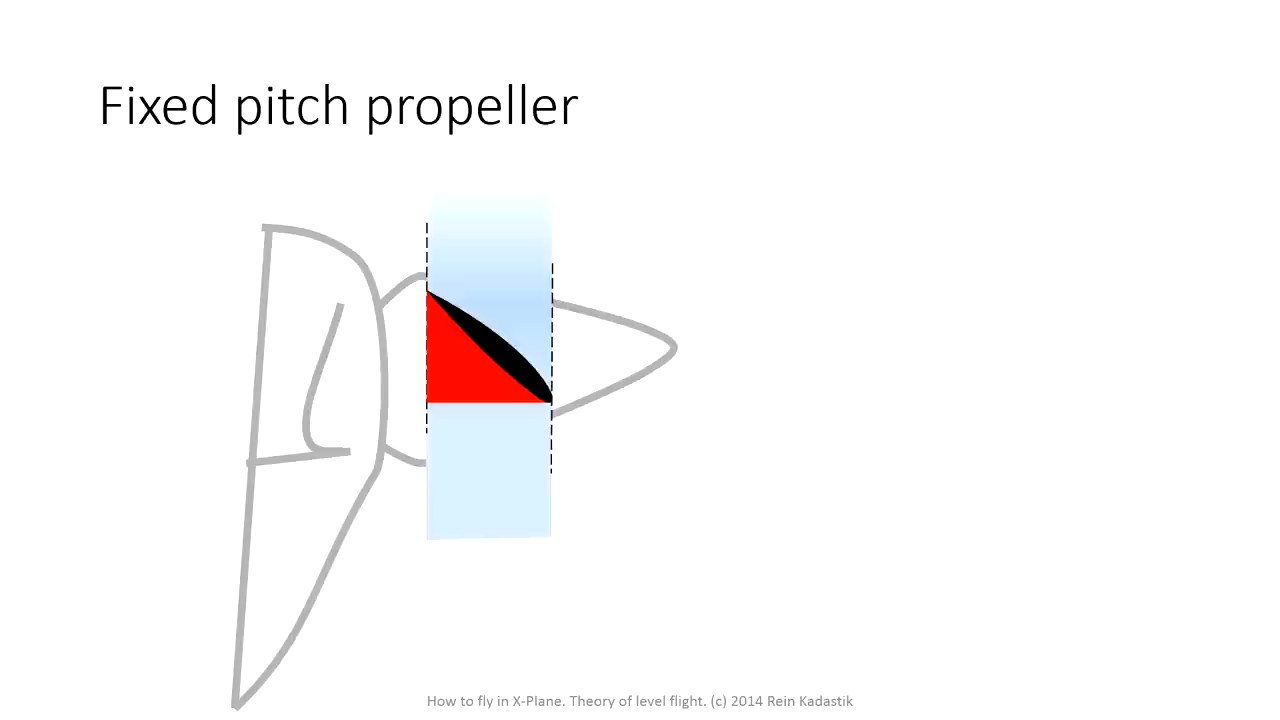 Fixed pitch propeller
How to fly in X-Plane. Theory of level flight. (c) 2014 Rein Kadastik